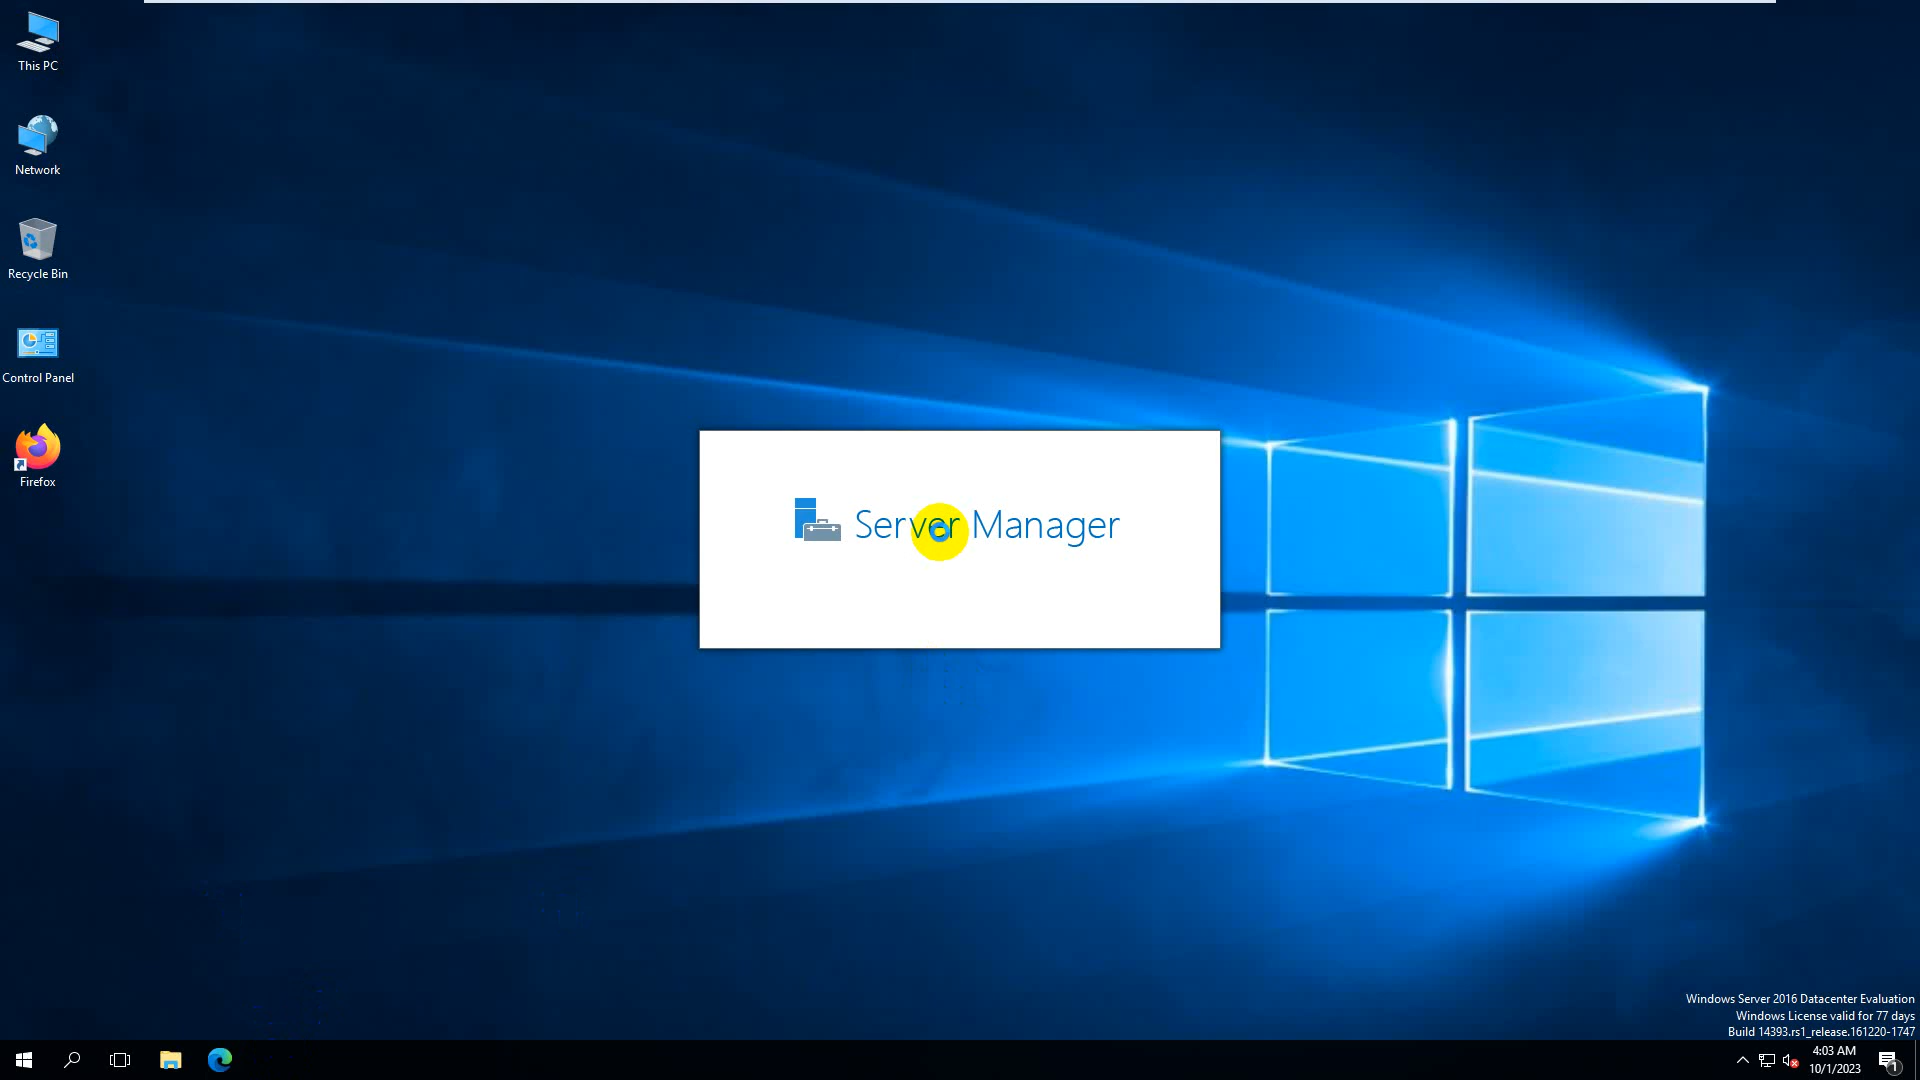 This PC
Network
Recycle Bin
Control Panel
Firefox
Server Manager
Windows Server 2016 Datacenter Evaluation
Windows License valid for 77 days
Build 14393.rs1_release.161220-1747
4:03 AM
10/1/2023
1